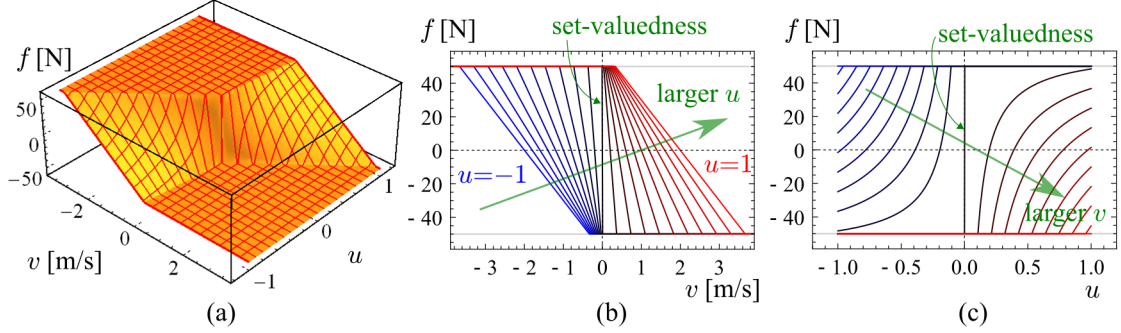 f [N]
50
0
−50
−2
0
2
v [m/s]
−1
0
1
u
(a)
f [N]
set-valuedness
larger u
40
20
0
- 20
- 40
u=−1
u=1
- 3 - 2 - 1 0 1 2 3
v [m/s]
(b)
f [N]
set-valuedness
40
20
0
- 20
- 40
larger v
- 1.0 - 0.5 0.0 0.5 1.0
u
(c)